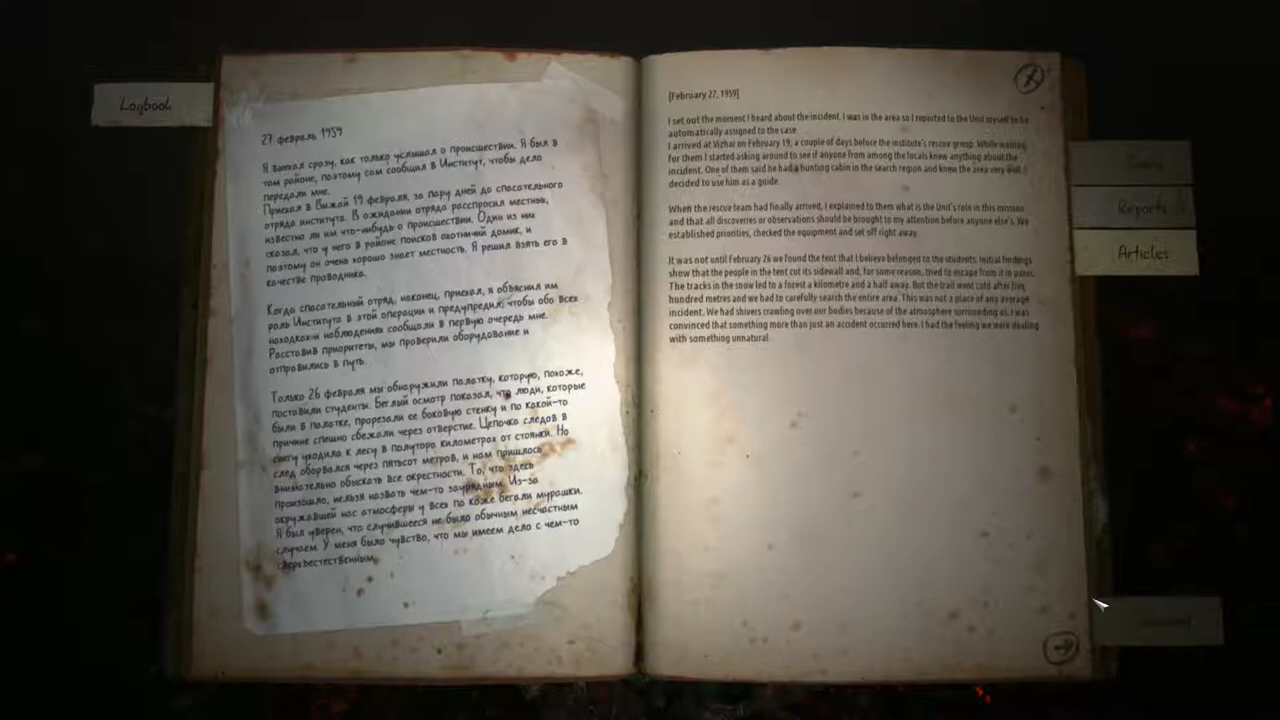 Logbook
27 февраль 1959
Я выехал сразу, как только услышал о происшествии. Я был в
том районе, поэтому сам сообщил в Институт, чтобы дело
передали мне.
Приехал в Вижай 19 февраля, за пару дней до спасательного
отряда института. В ожидании отряда расспросил местных,
известно ли им что-нибудь о происшествии. Один из них
сказал, что у него в районе поисков охотничий домик, и
поэтому он очень хорошо знает местность. Я решил взять его в
качестве проводника.
Когда спасательный отряд, наконец, приехал, я объяснил им
роль Института в этой операции и предупредил, чтобы обо всех
находках и наблюдениях сообщали в первую очередь мне.
Расставив приоритеты, мы проверили оборудование и
отправились в путь.
Только 26 февраля мы обнаружили палатку, которую, похоже,
поставили студенты. Беглый осмотр показал, что люди, которые
были в палатке, прорезали ее боковую стенку и по какой-то
причине спешно сбежали через отверстие. Цепочка следов в
снегу уходила к лесу в полутора километрах от стоянки. Но
след оборвался через пятьсот метров, и нам пришлось
внимательно обыскать все окрестности. То, что здесь
произошло, нельзя назвать чем-то заурядным. Из-за
окружавшей нас атмосферы у всех по коже бегали мурашки.
Я был уверен, что случившееся не было обычным несчастным
случаем. У меня было чувство, что мы имеем дело с чем-то
сверхъестественным.
[February 27, 1959]
I set out the moment I heard about the incident. I was in the area so I reported to the Unit myself to be
automatically assigned to the case.
I arrived at Vizhai on February 19, a couple of days before the institute's rescue group. While waiting
for them I started asking around to see if anyone from among the locals knew anything about the
incident. One of them said he had a hunting cabin in the search region and knew the area very well. I
decided to use him as a guide.
When the rescue team had finally arrived, I explained to them what is the Unit's role in this mission
and that all discoveries or observations should be brought to my attention before anyone else's. We
established priorities, checked the equipment and set off right away.
It was not until February 26 we found the tent that I believe belonged to the students. Initial findings
show that the people in the tent cut its sidewall and, for some reason, tried to escape from it in panic.
The tracks in the snow led to a forest a kilometre and a half away. But the trail went cold after five
hundred metres and we had to carefully search the entire area. This was not a place of any average
incident. We had shivers crawling over our bodies because of the atmosphere surrounding us. I was
convinced that something more than just an accident occurred here. I had the feeling we were dealing
with something unnatural.
Reports
Articles